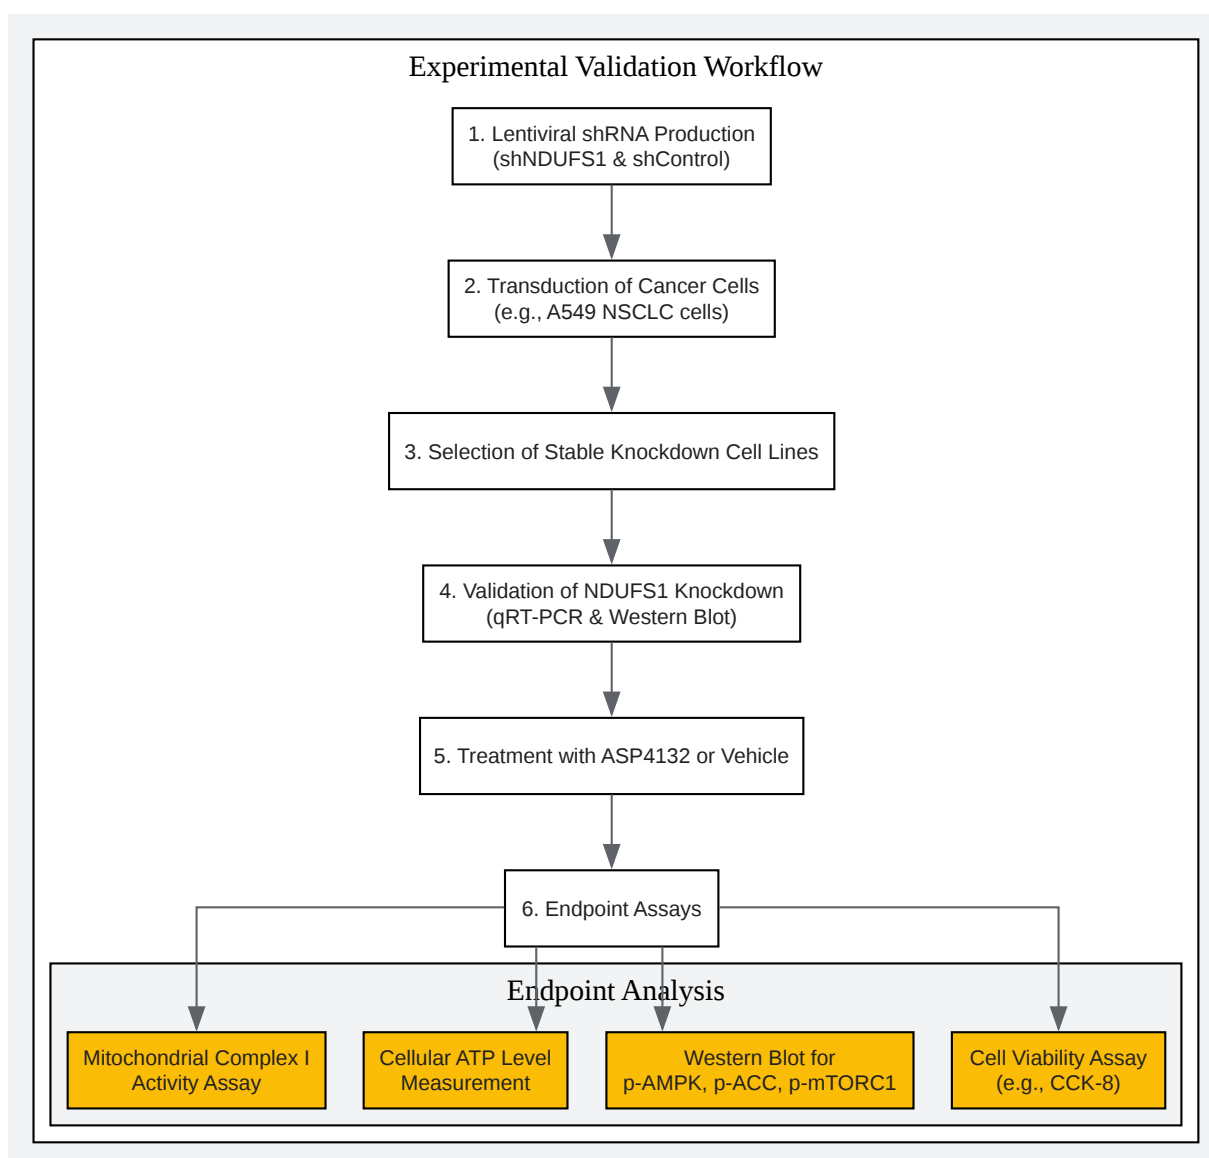 Experimental Validation Workflow
1. Lentiviral shRNA Production
(shNDUFS1 & shControl)
2. Transduction of Cancer Cells
(e.g., A549 NSCLC cells)
3. Selection of Stable Knockdown Cell Lines
4. Validation of NDUFS1 Knockdown
(qRT-PCR & Western Blot)
5. Treatment with ASP4132 or Vehicle
6. Endpoint Assays
Endpoint Analysis
Mitochondrial Complex I
Activity Assay
Cellular ATP Level
Measurement
Western Blot for
p-AMPK, p-ACC, p-mTORC1
Cell Viability Assay
(e.g., CCK-8)